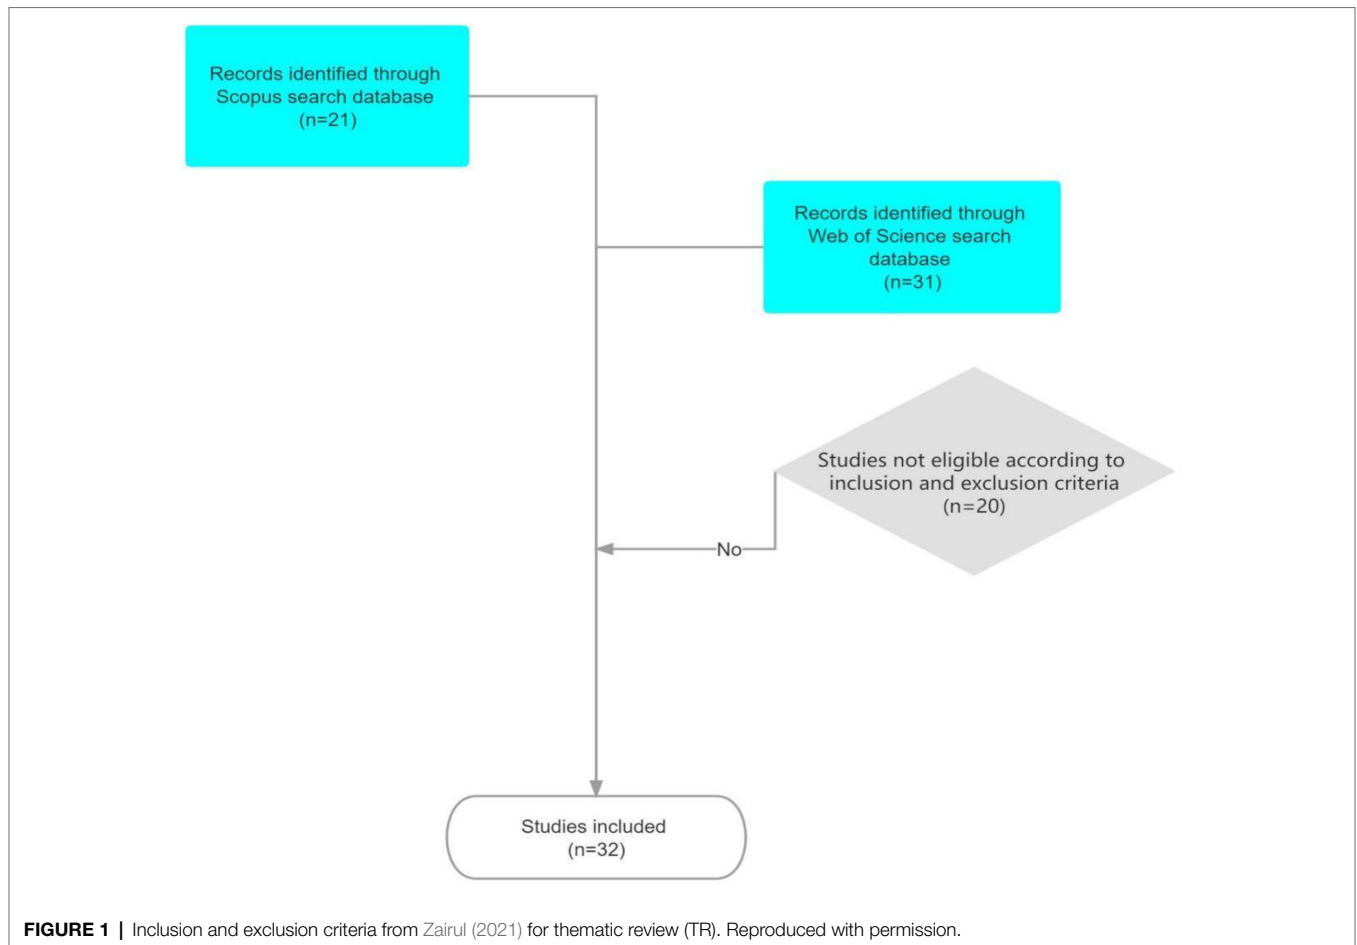 Records identified through
Scopus search database
(n=21)
Records identified through
Web of Science search
database
(n=31)
Studies not eligible according to
inclusion and exclusion criteria
(n=20)
No
Studies included
(n=32)
FIGURE 1 | Inclusion and exclusion criteria from Zairul (2021) for thematic review (TR). Reproduced with permission.